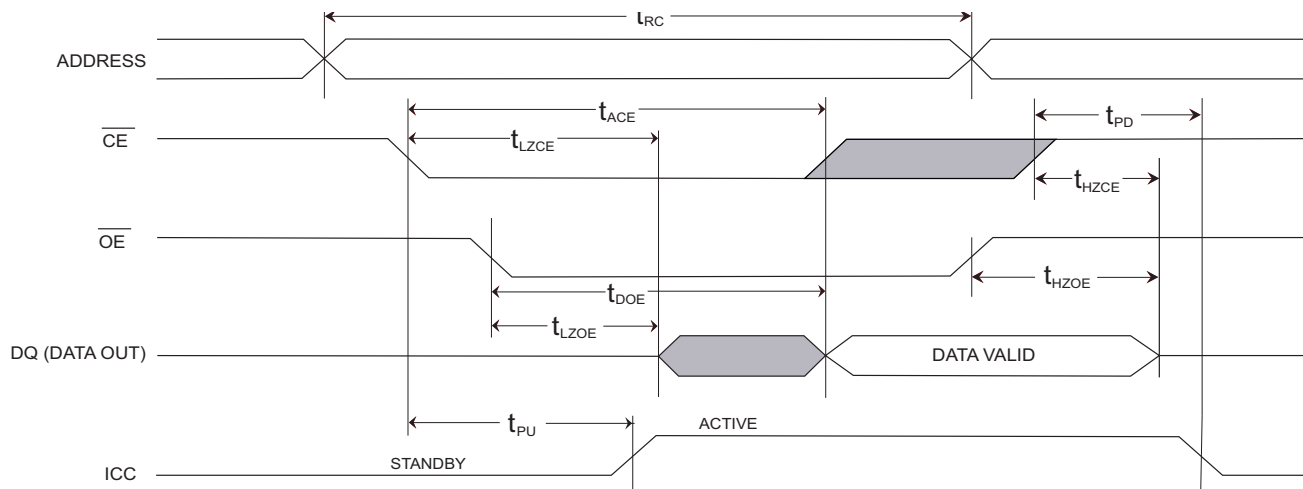 tRC
ADDRESS
tACE
tPD
CE
tLZCE
tHZCE
OE
tHZOE
tDOE
tLZOE
DQ (DATA OUT)
DATA VALID
tPU
ACTIVE
STANDBY
ICC